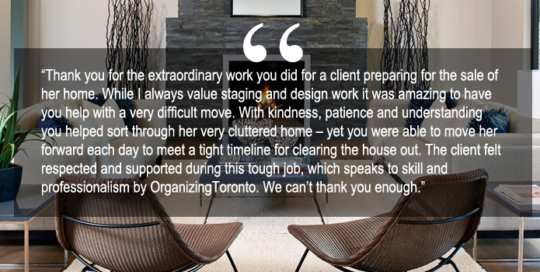 “Thank you for the extraordinary work you did for a client preparing for the sale of
her home. While I always value staging and design work it was amazing to have
you help with a very difficult move. With kindness, patience and understanding
you helped sort through her very cluttered home – yet you were able to move her
forward each day to meet a tight timeline for clearing the house out. The client felt
respected and supported during this tough job, which speaks to skill and
professionalism by OrganizingToronto. We can’t thank you enough.”